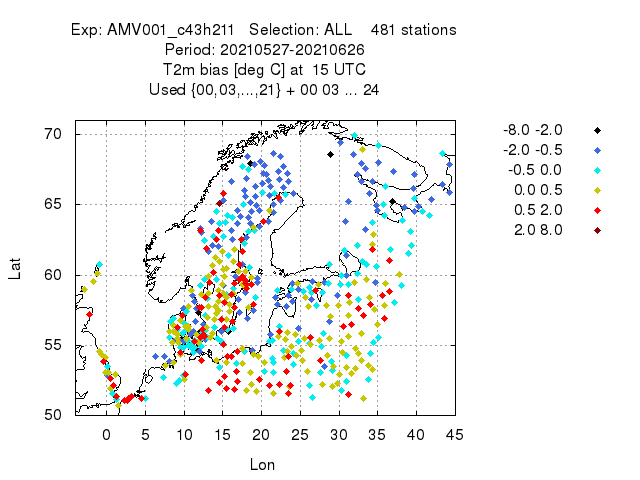 Exp: AMV001_c43h211 Selection: ALL 481 stations
Period: 20210527-20210626
T2m bias [deg C] at 15 UTC
Used {00,03,...,21} + 00 03 ... 24
-8.0 -2.0
-2.0 -0.5
-0.5 0.0
0.0 0.5
0.5 2.0
2.0 8.0
70
65
60
55
50
Lat
0 5 10 15 20 25 30 35 40 45
Lon